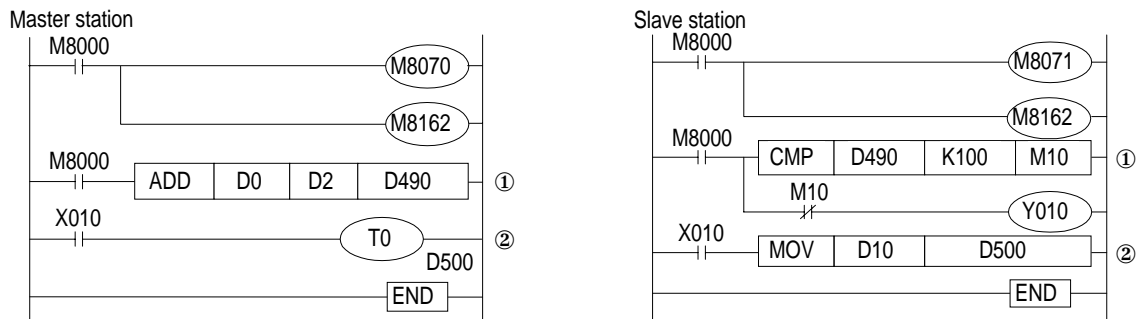 Master station
M8000
M8070
M8162
M8000
ADD D0 D2 D490 ①
X010
T0 ②
D500
END
Slave station
M8000
M8071
M8162
M8000
CMP D490 K100 M10 ①
M10
Y010
X010
MOV D10 D500 ②
END